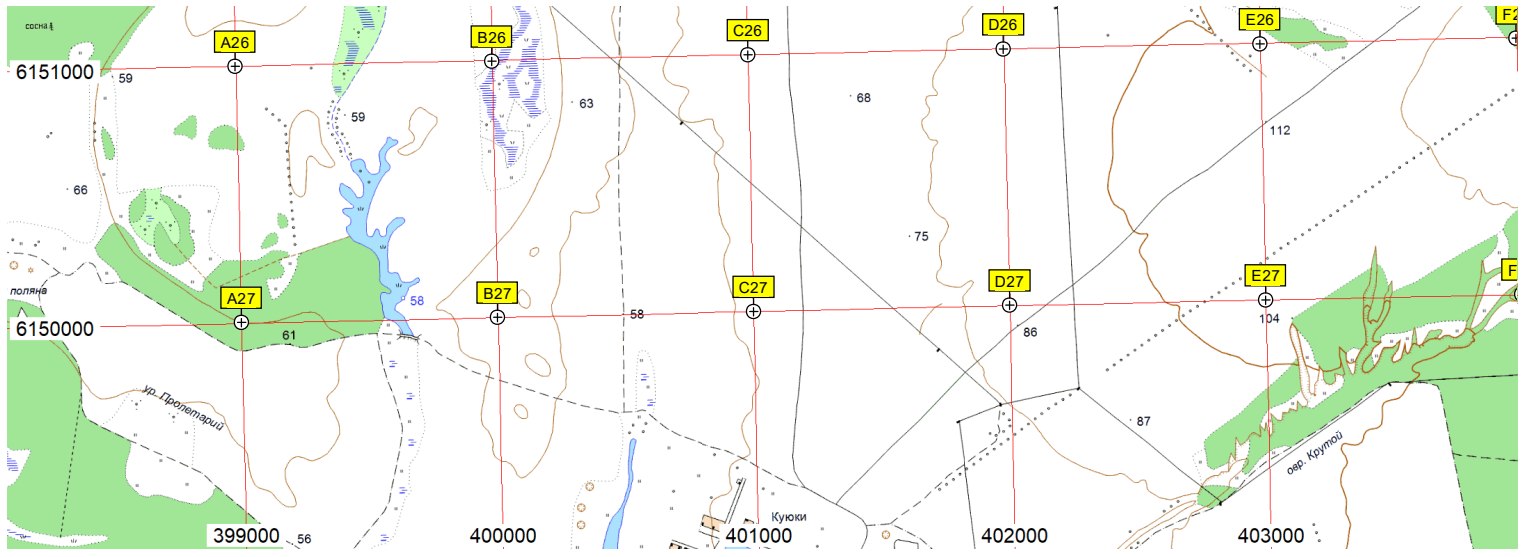 сосна
A26
B26
C26
D26
E26
F2
6151000
59
59
63
68
112
66
75
поляна
A27
58
B27
C27
D27
E27
F
6150000
61
58
86
104
ур. Пролетарий
87
овр. Крутой
Куюки
399000
56
400000
401000
402000
403000